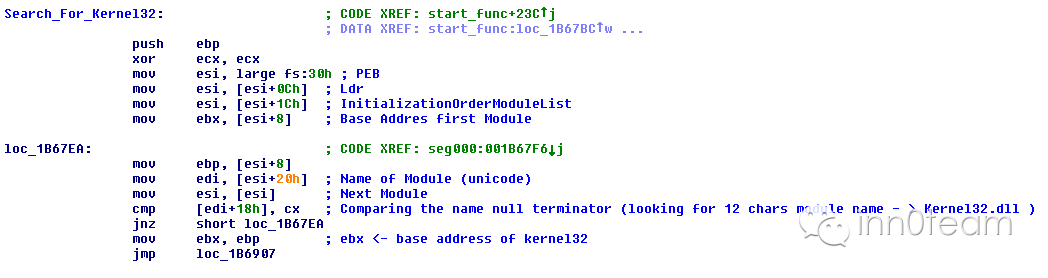 Search_For_Kernel32: ; CODE XREF: start_func+23C↑j
; DATA XREF: start_func:loc_1B67BC↑w ...
push ebp
xor ecx, ecx
mov esi, large fs:30h ; PEB
mov esi, [esi+0Ch] ; Ldr
mov esi, [esi+1Ch] ; InitializationOrderModuleList
mov ebx, [esi+8] ; Base Addres first Module
loc_1B67EA: ; CODE XREF: seg000:001B67F6↓j
mov ebp, [esi+8]
mov edi, [esi+20h] ; Name of Module (unicode)
mov esi, [esi] ; Next Module
cmp [edi+18h], cx ; Comparing the name null terminator (looking for 12 chars module name - > Kernel32.dll )
jnz short loc_1B67EA
mov ebx, ebp ; ebx <- base address of kernel32
jmp loc_1B6907
inn0team